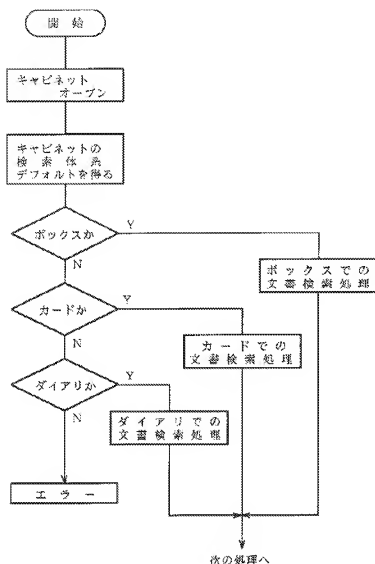 開始
キャビネット
オープン
キャビネットの
検索体系
デフォルトを得る
ボックスか
Y
N
ボックスでの
文書検索処理
カードか
Y
N
カードでの
文書検索処理
ダイアリか
Y
N
ダイアリでの
文書検索処理
エラー
次の処理へ